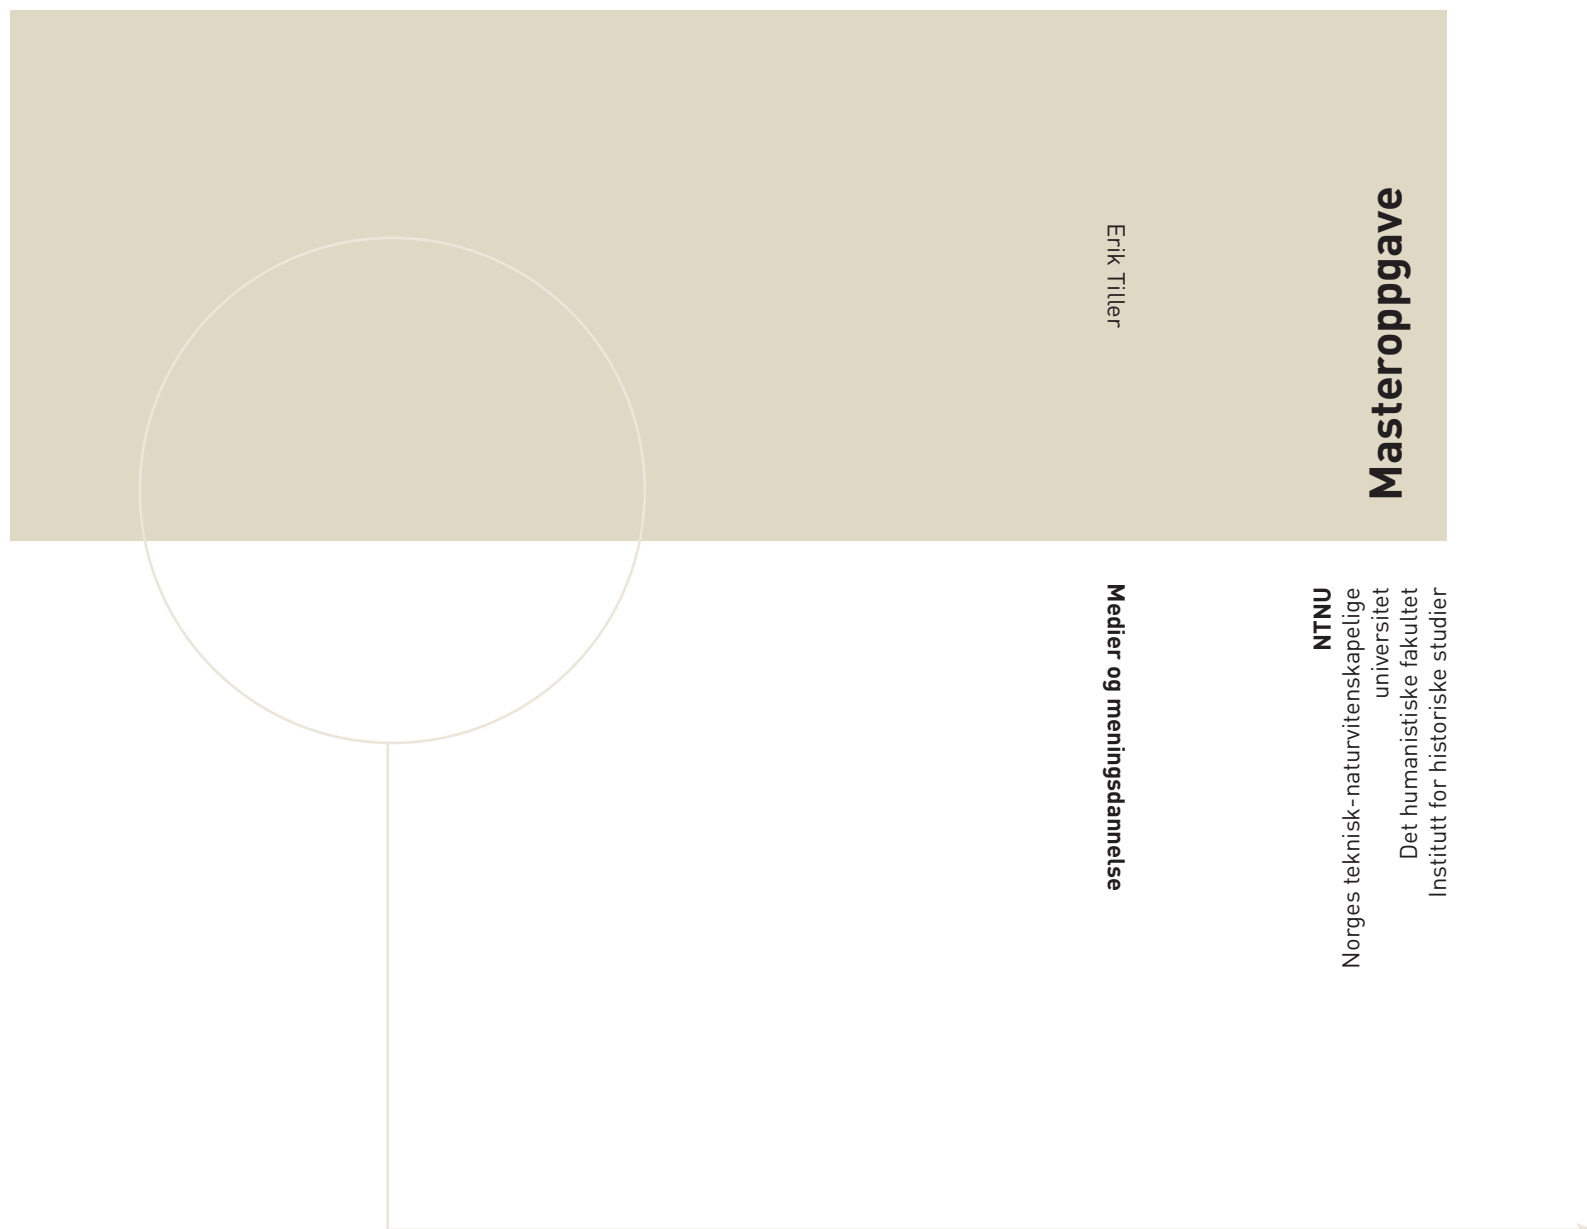 Erik Tiller
Medier og meningsdannelse
Masteroppgave
NTNU
Norges teknisk-naturvitenskapelige
universitet
Det humanistiske fakultet
Institutt for historiske studier